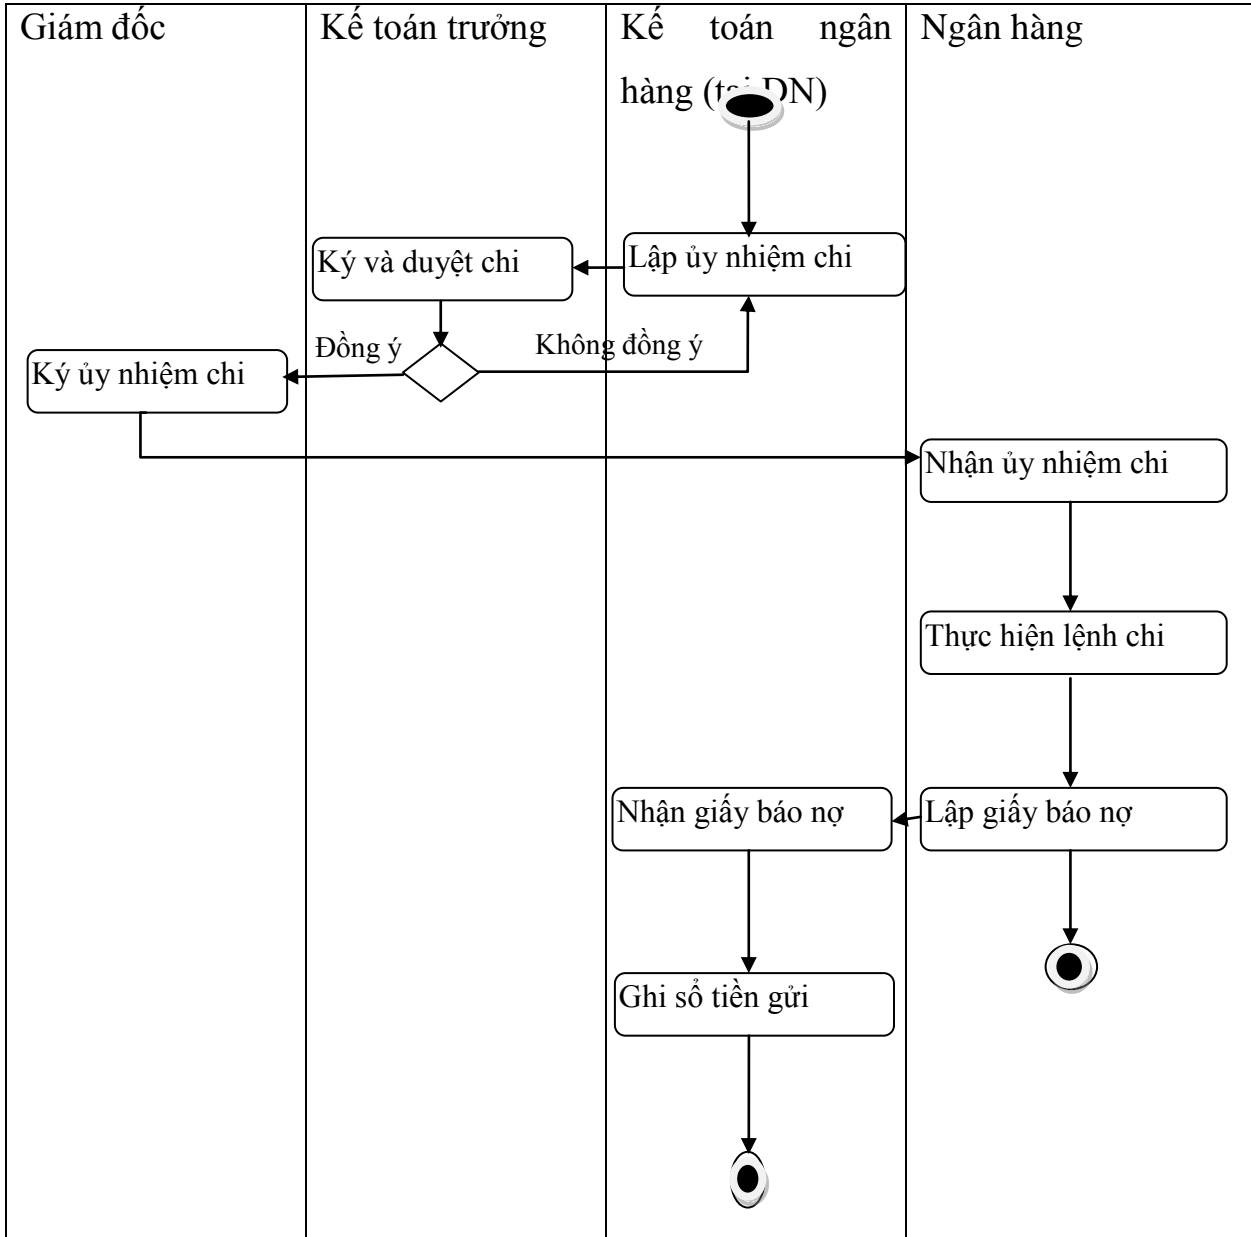 Giám đốc
Kế toán trưởng
Kế toán ngân
hàng (tại DN)
Ngân hàng
Ký và duyệt chi
Lập ủy nhiệm chi
Đồng ý
Không đồng ý
Ký ủy nhiệm chi
Nhận ủy nhiệm chi
Thực hiện lệnh chi
Nhận giấy báo nợ
Lập giấy báo nợ
Ghi sổ tiền gửi